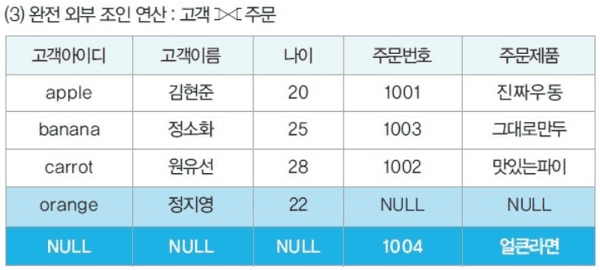 (3) 완전 외부 조인 연산 : 고객 ⟗ 주문
고객아이디 고객이름 나이 주문번호 주문제품
apple 김현준 20 1001 진짜우동
banana 정소화 25 1003 그대로만두
carrot 원유선 28 1002 맛있는파이
orange 정지영 22 NULL NULL
NULL NULL NULL 1004 얼큰라면